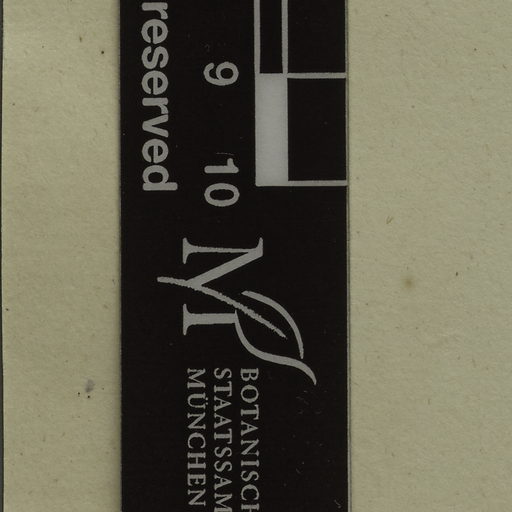 reserved
9 10
BOTANISCH
STAATSSAM
MÜNCHEN